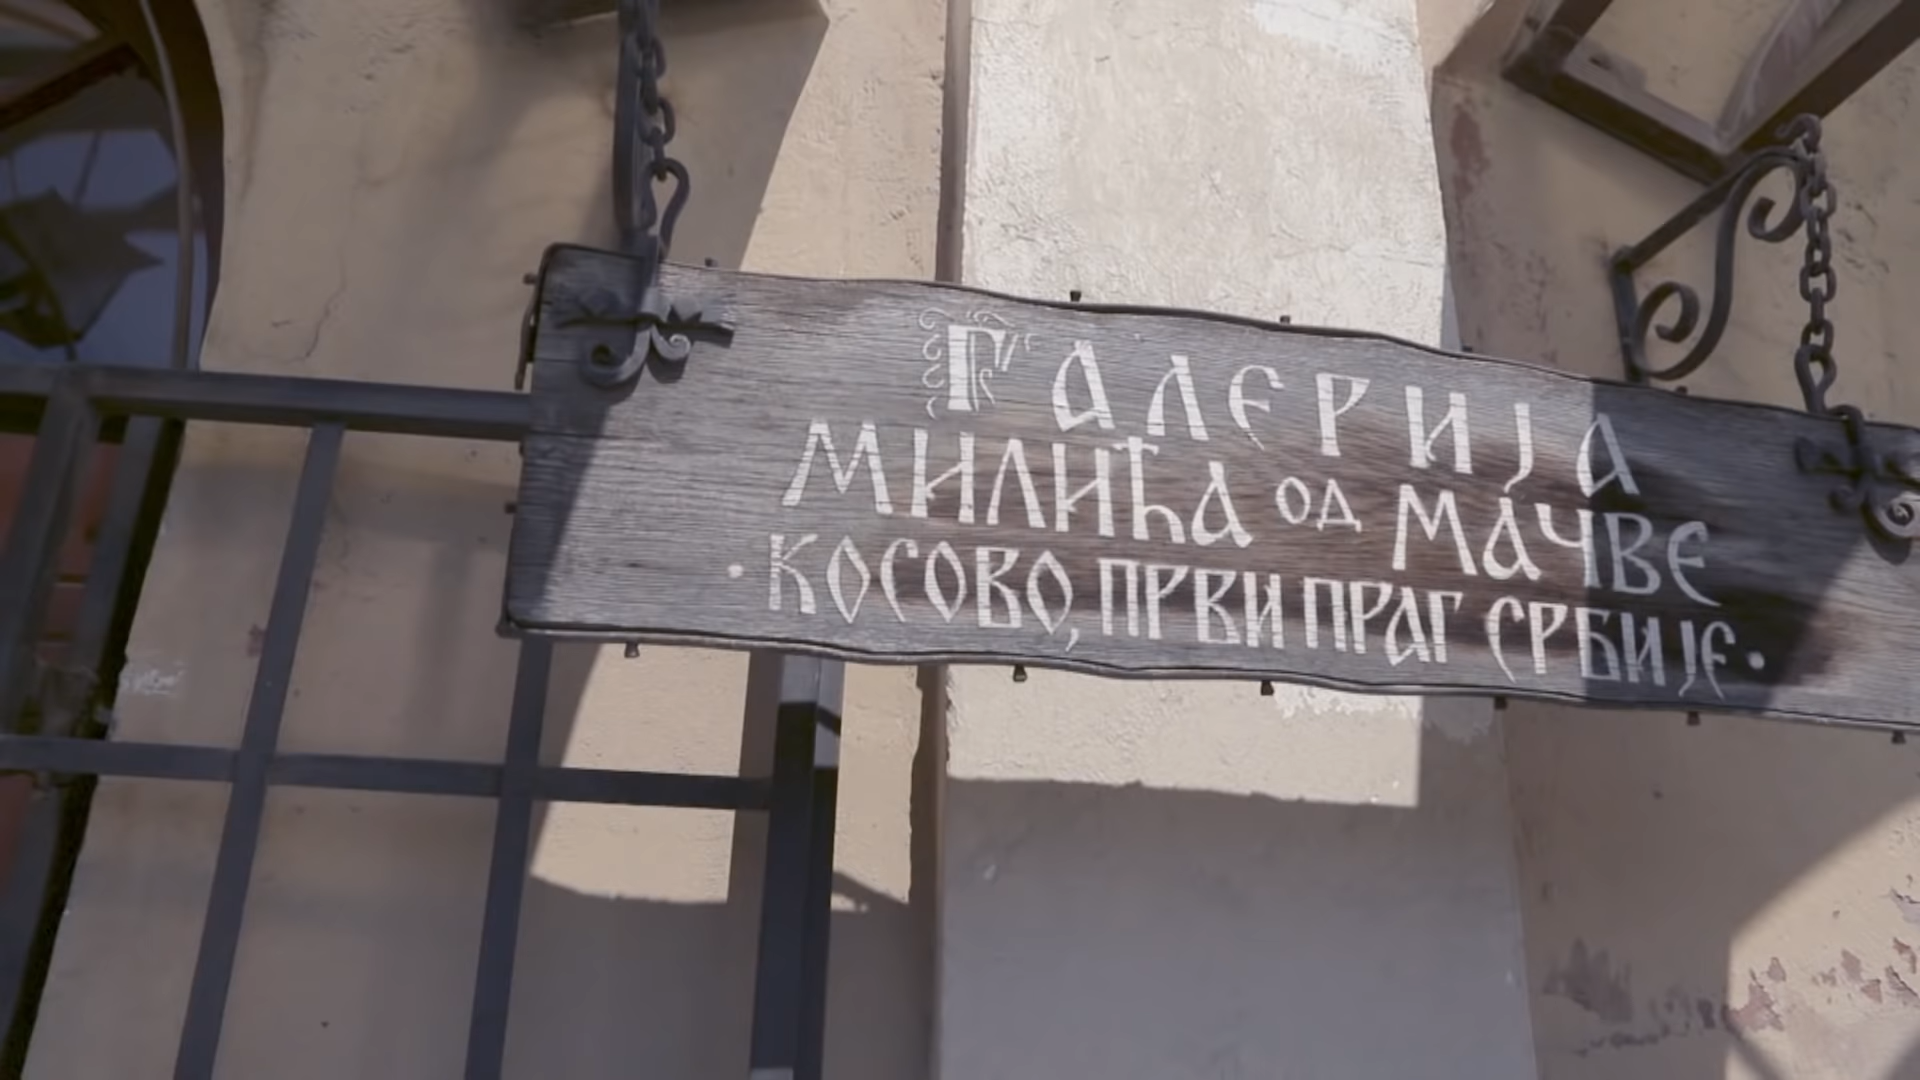 ГАЛЕРИЈА
МИЛИЋА ОД МАЧВЕ
· КОСОВО, ПРВИ ПРАГ СРБИЈЕ ·